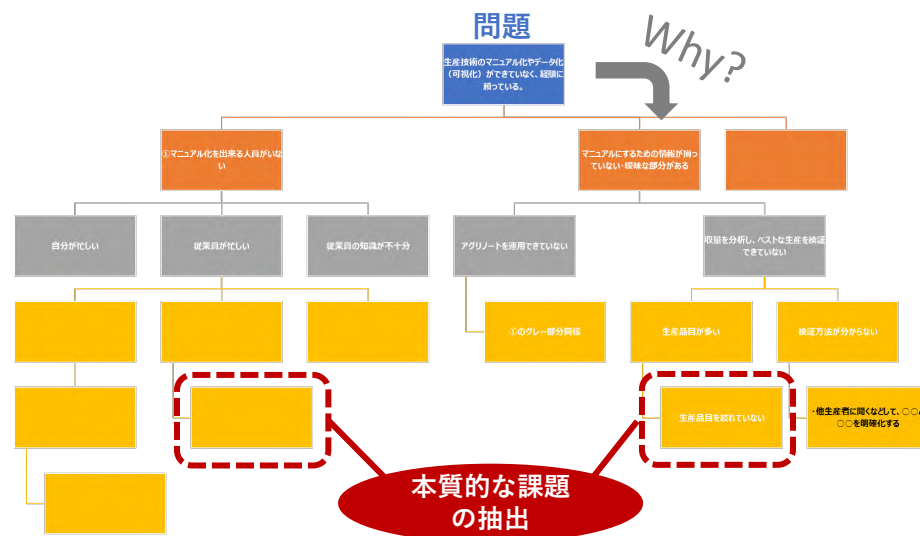 問題
Why?
生産技術のマニュアル化やデータ化
(可視化)ができていなく、経験に
頼っている。
①マニュアル化を出来る人員がいな
い
マニュアルにするための情報が揃っ
ていない・曖昧な部分がある
自分が忙しい
従業員が忙しい
従業員の知識が不十分
アグリノートを運用できていない
収量を分析し、ベストな生産を検証
できていない
①のグレー部分同様
生産品目が多い
検証方法が分からない
生産品目を絞れていない
・他生産者に聞くなどして、○○と
○○を明確化する
本質的な課題
の抽出